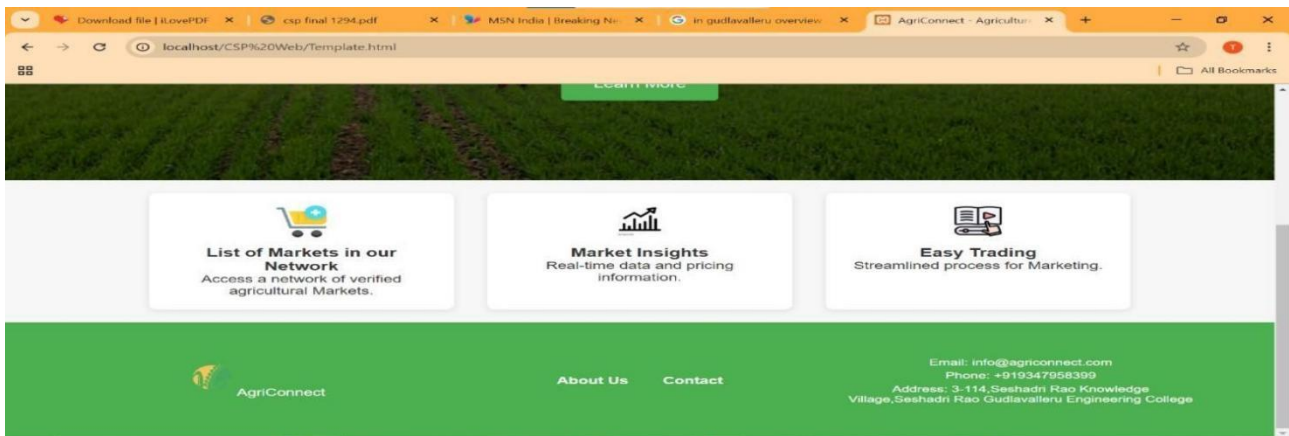 Download file | iLovePDF
csp final 1294.pdf
MSN India | Breaking Ne
in gudlavalleru overview
AgriConnect - Agricultur
localhost/CSP%20Web/Template.html
All Bookmarks
Learn More
List of Markets in our
Network
Access a network of verified
agricultural Markets.
Market Insights
Real-time data and pricing
information.
Easy Trading
Streamlined process for Marketing.
AgriConnect
About Us
Contact
Email: info@agriconnect.com
Phone: +919347958399
Address: 3-114,Seshadri Rao Knowledge
Village,Seshadri Rao Gudlavalleru Engineering College